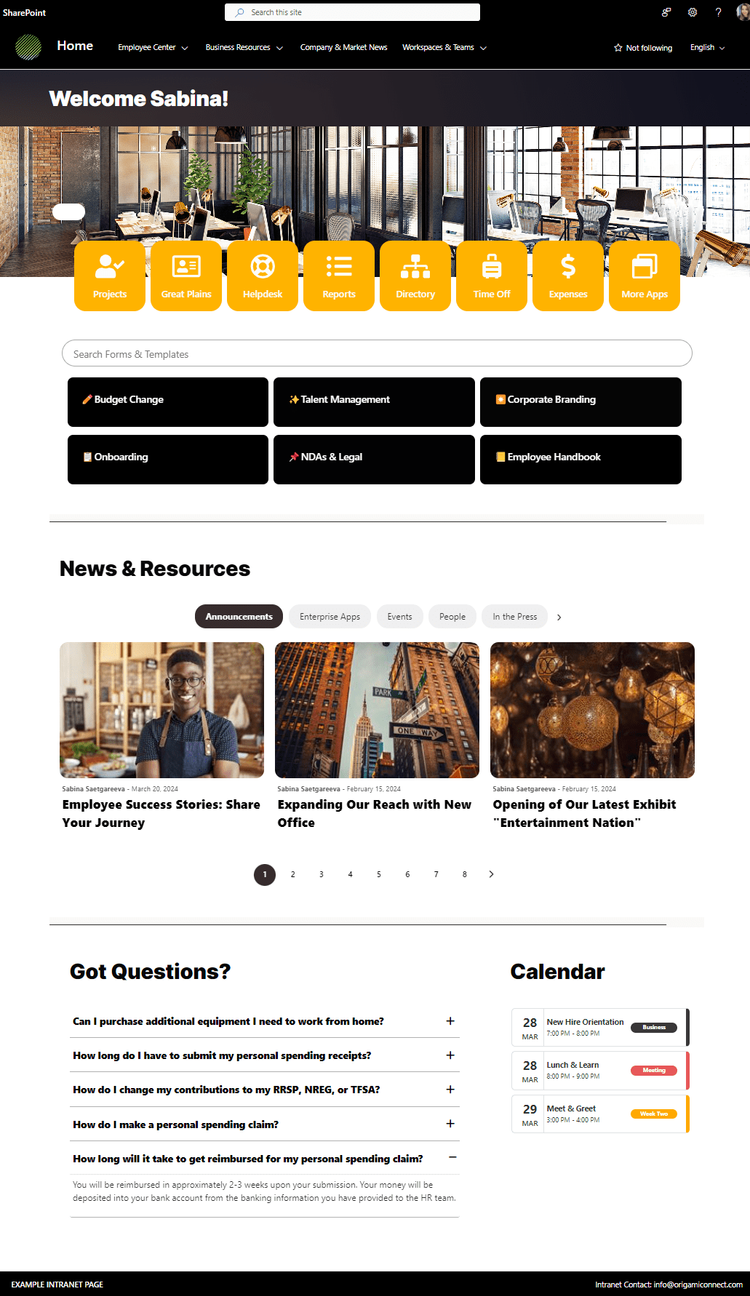 SharePoint
Search this site
?
Home
Employee Center
Business Resources
Company & Market News
Workspaces & Teams
Not following
English
Welcome Sabina!
Projects
Great Plains
Helpdesk
Reports
Directory
Time Off
Expenses
More Apps
Search Forms & Templates
Budget Change
Talent Management
Corporate Branding
Onboarding
NDAs & Legal
Employee Handbook
News & Resources
Announcements
Enterprise Apps
Events
People
In the Press
PARK AV
ONE WAY
Sabina Saetgareeva - March 20, 2024
Employee Success Stories: Share
Your Journey
Sabina Saetgareeva - February 15, 2024
Expanding Our Reach with New
Office
Sabina Saetgareeva - February 15, 2024
Opening of Our Latest Exhibit
"Entertainment Nation"
1 2 3 4 5 6 7 8
Got Questions?
Can I purchase additional equipment I need to work from home?
How long do I have to submit my personal spending receipts?
How do I change my contributions to my RRSP, NREG, or TFSA?
How do I make a personal spending claim?
How long will it take to get reimbursed for my personal spending claim?
You will be reimbursed in approximately 2-3 weeks upon your submission. Your money will be
deposited into your bank account from the banking information you have provided to the HR team.
Calendar
28
MAR
New Hire Orientation
7:00 PM - 8:00 PM
Business
28
MAR
Lunch & Learn
8:00 PM - 9:00 PM
Meeting
29
MAR
Meet & Greet
3:00 PM - 4:00 PM
Week Two
EXAMPLE INTRANET PAGE
Intranet Contact: info@origamiconnect.com